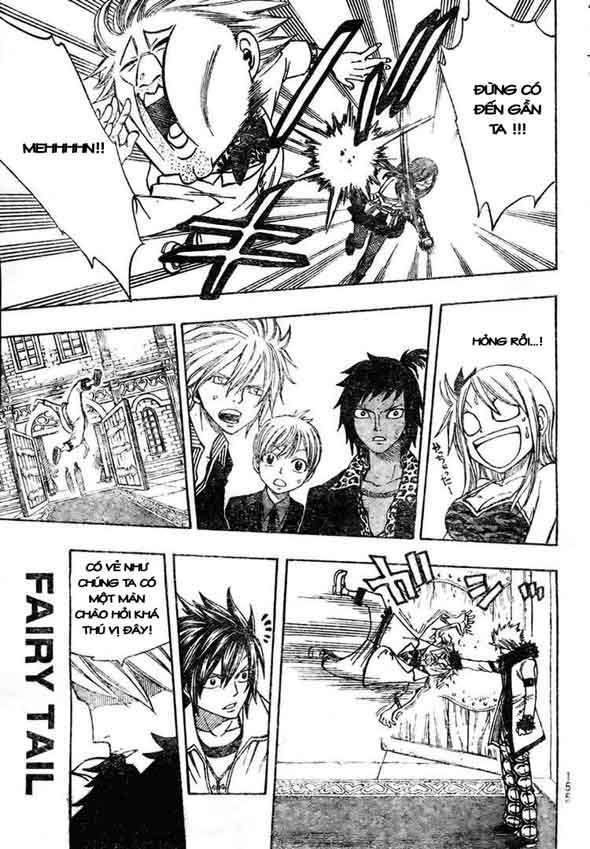 ĐỪNG CÓ
ĐẾN GẦN
TA !!!
MEHHHHN!!
HỎNG RỒI...!
CÓ VẺ NHƯ
CHÚNG TA CÓ
MỘT MÀN
CHÀO HỎI KHÁ
THÚ VỊ ĐÂY!
FAIRY TAIL